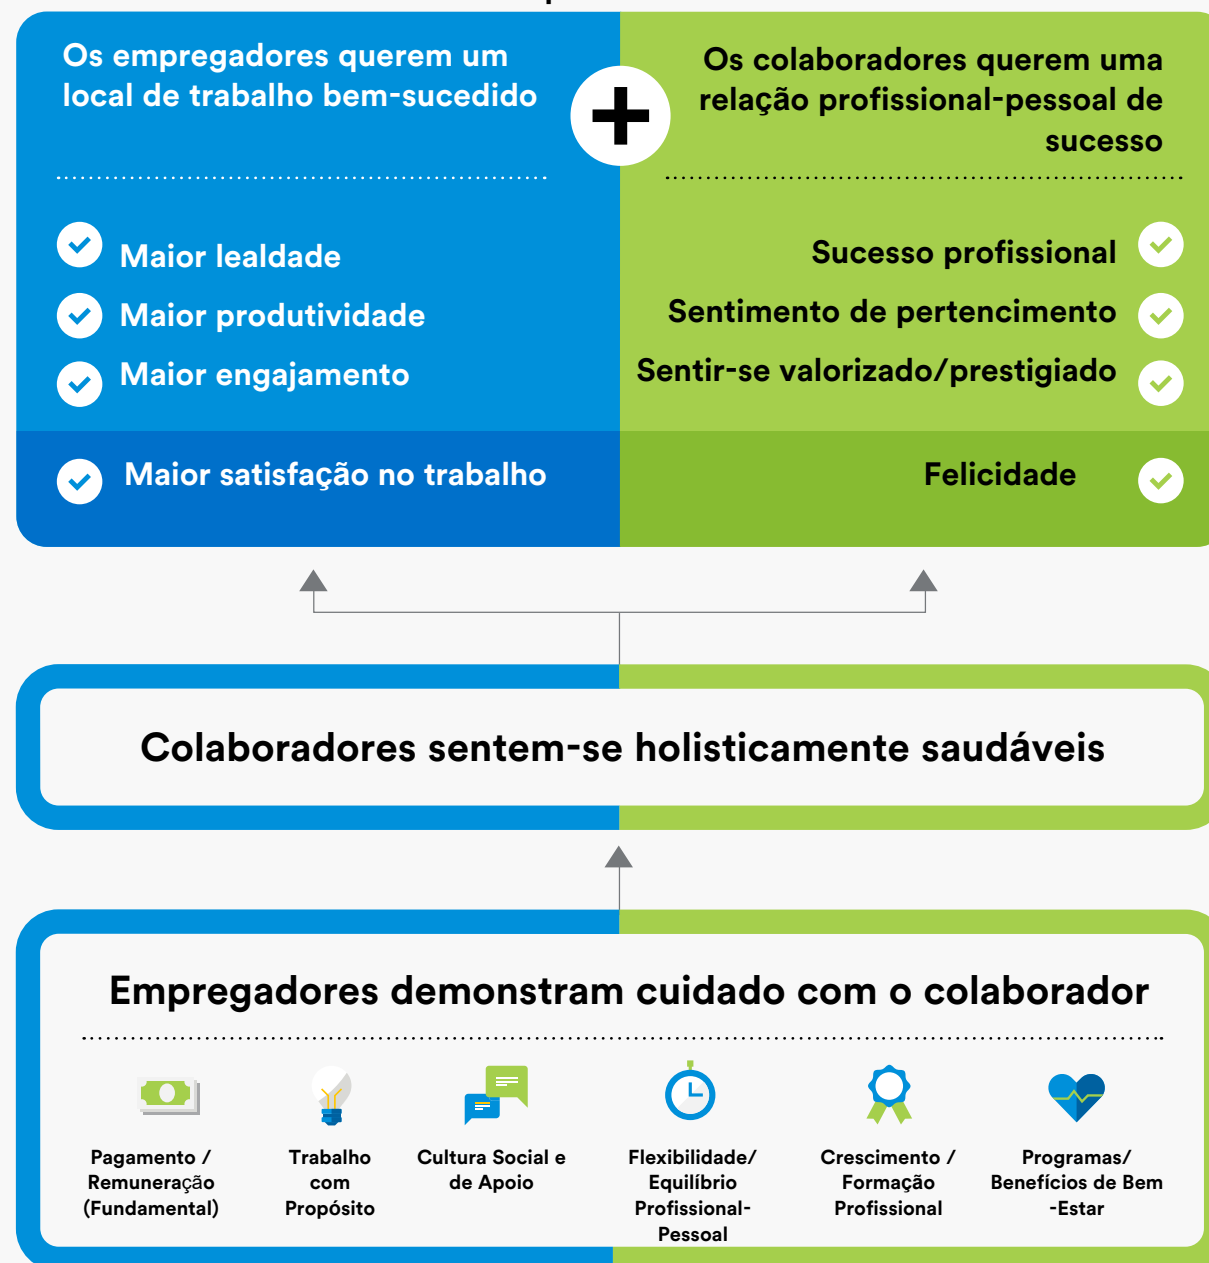 Os empregadores querem um
local de trabalho bem-sucedido
Maior lealdade
Maior produtividade
Maior engajamento
Maior satisfação no trabalho
Os colaboradores querem uma
relação profissional-pessoal de
sucesso
Sucesso profissional
Sentimento de pertencimento
Sentir-se valorizado/prestigiado
Felicidade
Colaboradores sentem-se holisticamente saudáveis
Empregadores demonstram cuidado com o colaborador
Pagamento /
Remuneração
(Fundamental)
Trabalho
com
Propósito
Cultura Social e
de Apoio
Flexibilidade/
Equilíbrio
Profissional-
Pessoal
Crescimento /
Formação
Profissional
Programas/
Benefícios de Bem
-Estar